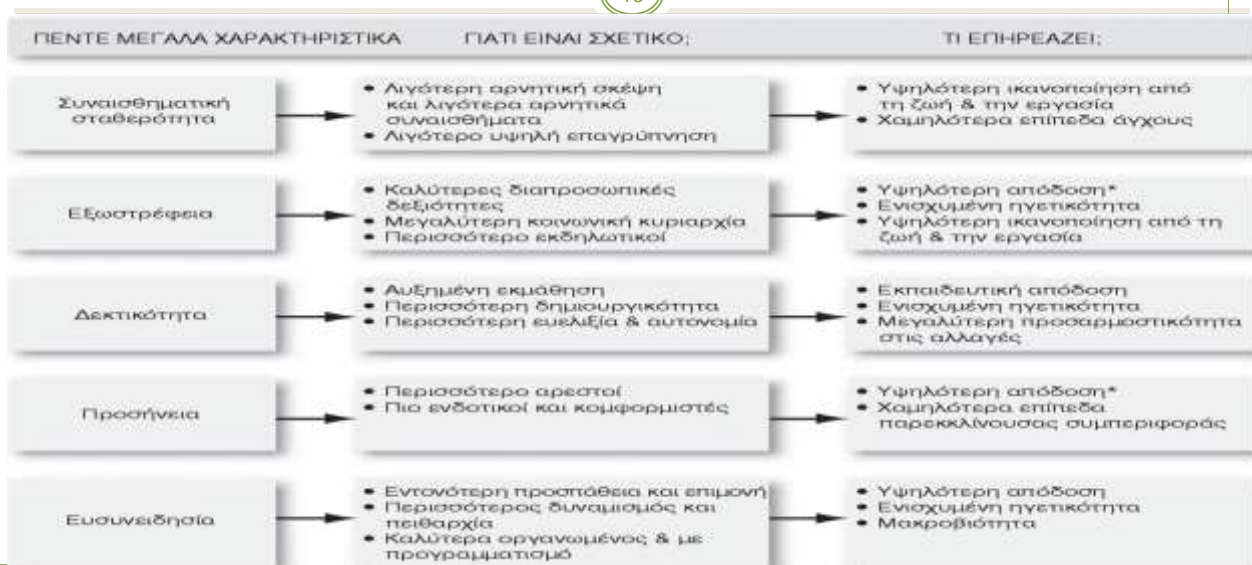 ΠΕΝΤΕ ΜΕΓΑΛΑ ΧΑΡΑΚΤΗΡΙΣΤΙΚΑ ΓΙΑΤΙ ΕΙΝΑΙ ΣΧΕΤΙΚΟ; ΤΙ ΕΠΗΡΕΑΖΕΙ;
Συναισθηματική
σταθερότητα
• Λιγότερη αρνητική σκέψη
και λιγότερα αρνητικά
συναισθήματα
• Λιγότερο υψηλή επαγρύπνηση
• Υψηλότερη ικανοποίηση από
τη ζωή & την εργασία
• Χαμηλότερα επίπεδα άγχους
Εξωστρέφεια
• Καλύτερες διαπροσωπικές
δεξιότητες
• Μεγαλύτερη κοινωνική κυριαρχία
• Περισσότερο εκδηλωτικοί
• Υψηλότερη απόδοση*
• Ενισχυμένη ηγετικότητα
• Υψηλότερη ικανοποίηση από τη
ζωή & την εργασία
Δεκτικότητα
• Αυξημένη εκμάθηση
• Περισσότερη δημιουργικότητα
• Περισσότερη ευελιξία & αυτονομία
• Εκπαιδευτική απόδοση
• Ενισχυμένη ηγετικότητα
• Μεγαλύτερη προσαρμοστικότητα
στις αλλαγές
Προσήνεια
• Περισσότερο αρεστοί
• Πιο ενδοτικοί και κομφορμιστές
• Υψηλότερη απόδοση*
• Χαμηλότερα επίπεδα
παρεκκλίνουσας συμπεριφοράς
Ευσυνειδησία
• Εντονότερη προσπάθεια και επιμονή
• Περισσότερος δυναμισμός και
πειθαρχία
• Καλύτερα οργανωμένος & με
προγραμματισμό
• Υψηλότερη απόδοση
• Ενισχυμένη ηγετικότητα
• Μακροβιότητα